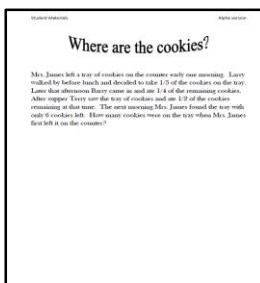 Student Materials Alpha version
Where are the cookies?
Mrs. James left a tray of cookies on the counter early one morning. Larry
walked by before lunch and decided to take 1/3 of the cookies on the tray.
Later that afternoon Barry came in and ate 1/4 of the remaining cookies.
After supper Terry saw the tray of cookies and ate 1/2 of the cookies
remaining at that time. The next morning Mrs. James found the tray with
only 6 cookies left. How many cookies were on the tray when Mrs. James
first left it on the counter?